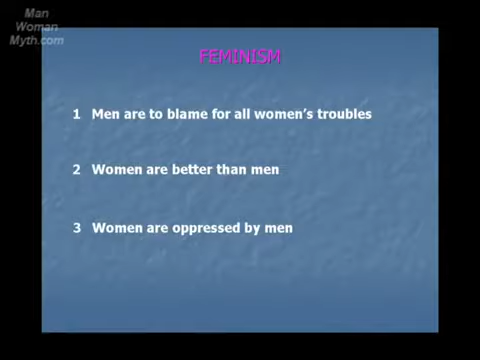 Man
Woman
Myth.com
FEMINISM
1 Men are to blame for all women's troubles
2 Women are better than men
3 Women are oppressed by men